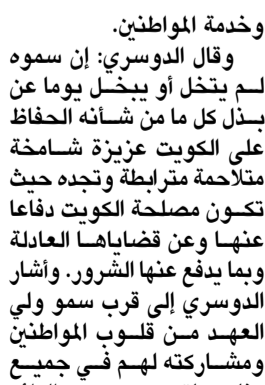 وخدمة المواطنين.
وقال الدوسري: إن سموه
لم يتخل أو يبخل يوما عن
بذل كل ما من شأنه الحفاظ
على الكويت عزيزة شامخة
متلاحمة مترابطة وتجده حيث
تكون مصلحة الكويت دفاعا
عنها وعن قضاياها العادلة
وبما يدفع عنها الشرور. وأشار
الدوسري إلى قرب سمو ولي
العهد من قلوب المواطنين
ومشاركته لهم في جميع